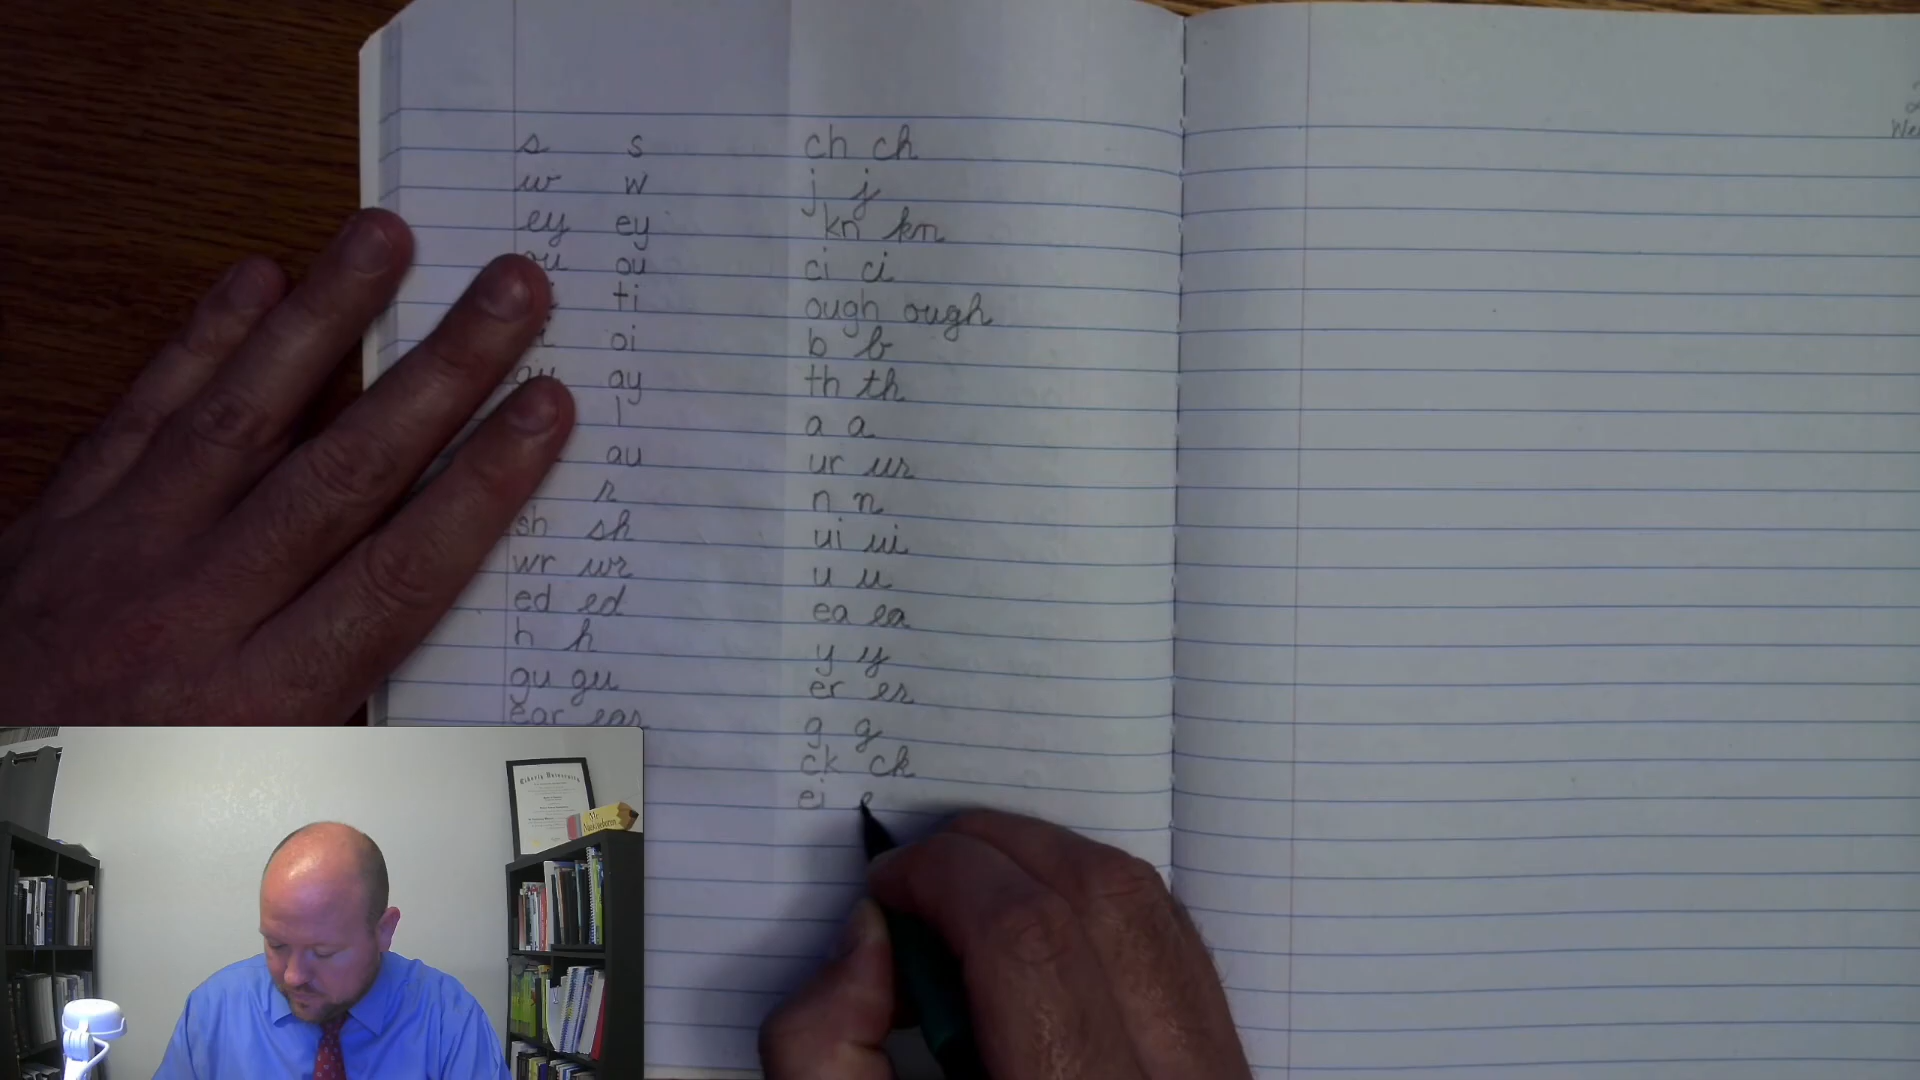 s s
w w
ey ey
ou ou
ti
oi
ay ay
l
au
r
sh sh
wr wr
ed ed
h h
gu gu
ear ear
ch ch
j j
kn kn
ci ci
ough ough
b b
th th
a a
ur ur
n n
ui ui
u u
ea ea
y y
er er
g g
ck ck
ei e